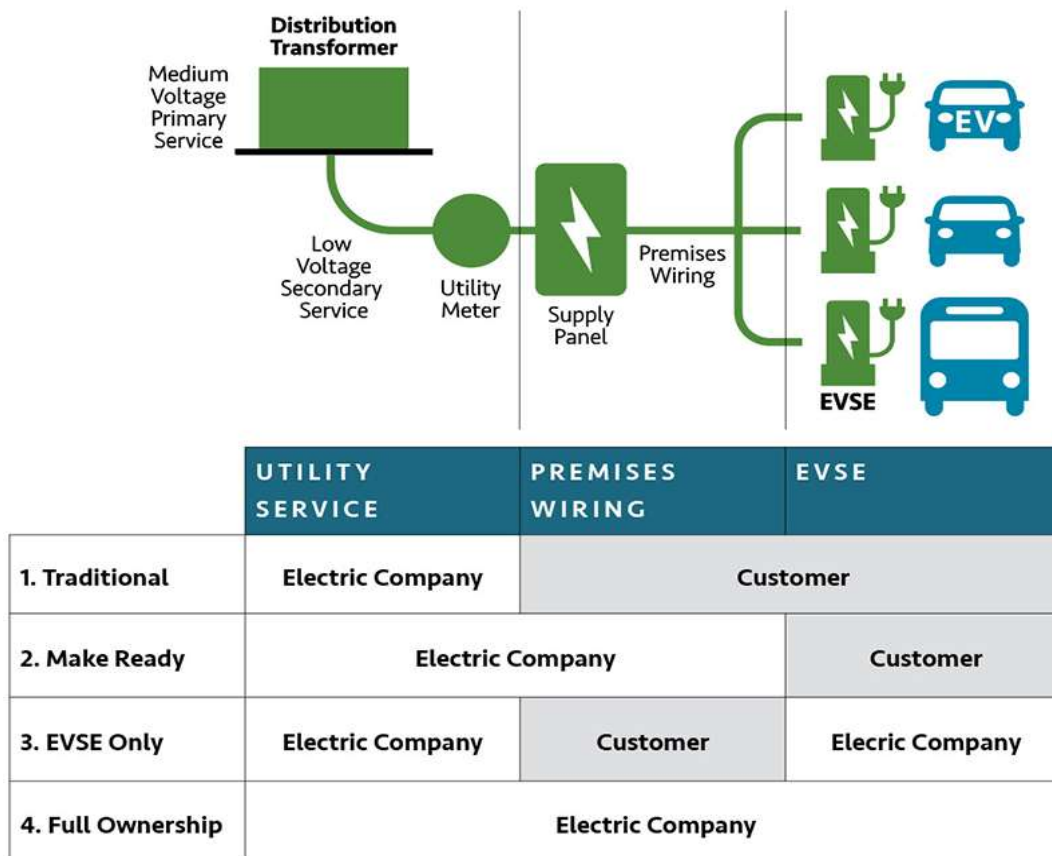 Distribution
Transformer
Medium
Voltage
Primary
Service
Low
Voltage
Secondary
Service
Utility
Meter
Supply
Panel
Premises
Wiring
EV
EVSE
UTILITY
SERVICE
PREMISES
WIRING
EVSE
1. Traditional
Electric Company
Customer
2. Make Ready
Electric Company
Customer
3. EVSE Only
Electric Company
Customer
Elecric Company
4. Full Ownership
Electric Company